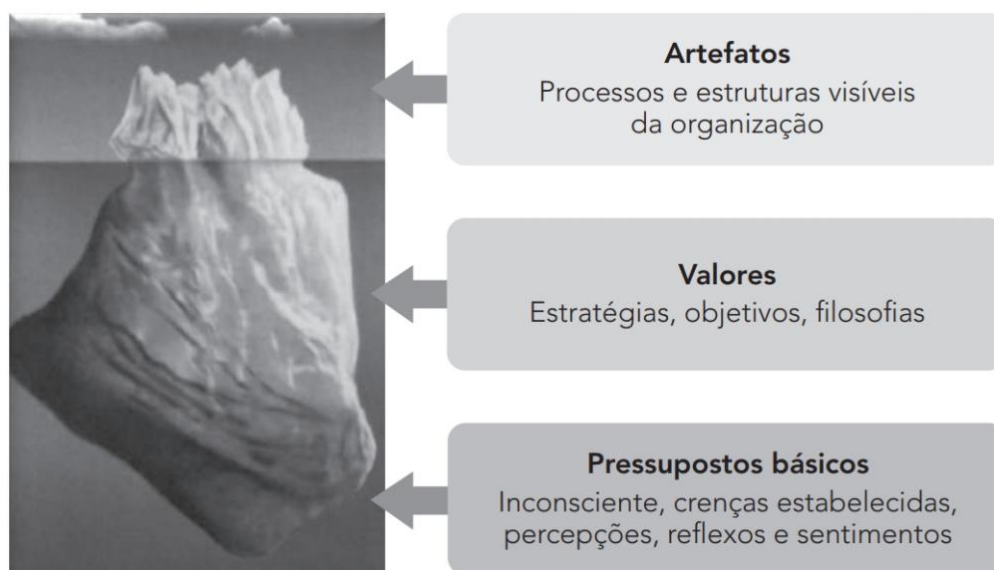 Artefatos
Processos e estruturas visíveis
da organização
Valores
Estratégias, objetivos, filosofias
Pressupostos básicos
Inconsciente, crenças estabelecidas,
percepções, reflexos e sentimentos